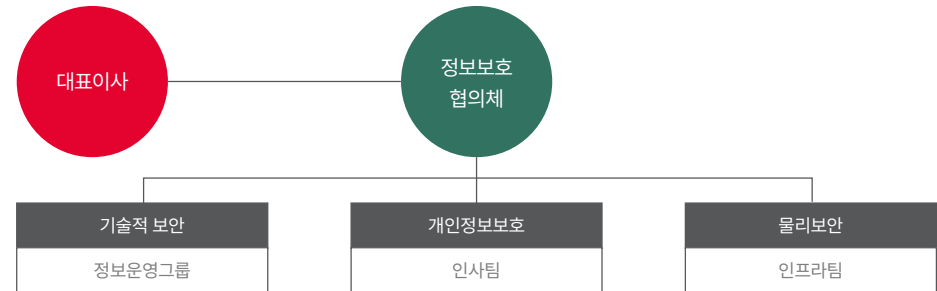 대표이사
정보보호
협의체
기술적 보안
개인정보보호
물리보안
정보운영그룹
인사팀
인프라팀